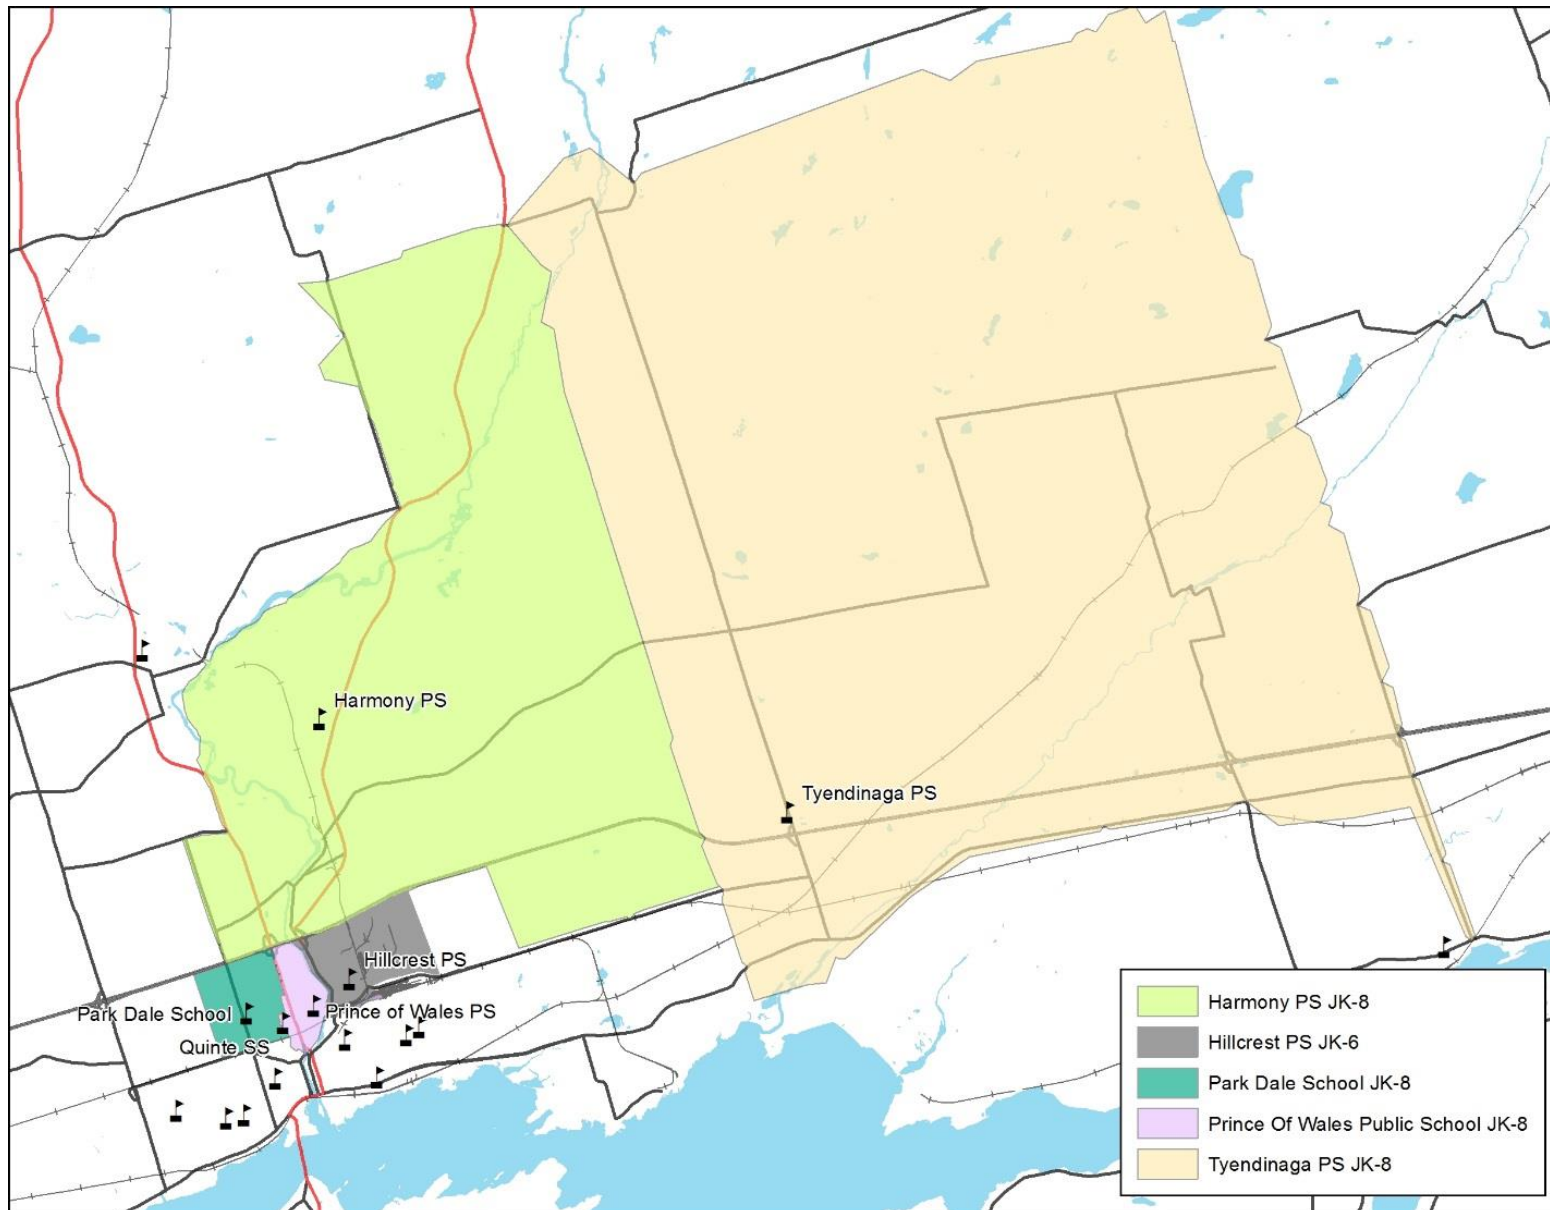 Harmony PS
Tyendinaga PS
Hillcrest PS
Park Dale School
Prince of Wales PS
Quinte SS
Harmony PS JK-8
Hillcrest PS JK-6
Park Dale School JK-8
Prince Of Wales Public School JK-8
Tyendinaga PS JK-8